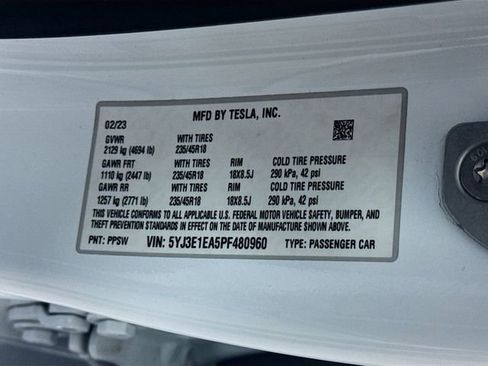 MFD BY TESLA, INC.
02/23
GVWR WITH TIRES
2129 kg (4694 lb) 235/45R18
GAWR FRT WITH TIRES RIM COLD TIRE PRESSURE
1110 kg (2447 lb) 235/45R18 18X8.5J 290 kPa, 42 psi
GAWR RR WITH TIRES RIM COLD TIRE PRESSURE
1257 kg (2771 lb) 235/45R18 18X8.5J 290 kPa, 42 psi
THIS VEHICLE CONFORMS TO ALL APPLICABLE U.S. FEDERAL MOTOR VEHICLE SAFETY, BUMPER, AND
THEFT PREVENTION STANDARDS IN EFFECT ON THE DATE OF MANUFACTURE SHOWN ABOVE.
PNT: PPSW VIN: 5YJ3E1EA5PF480960 TYPE: PASSENGER CAR